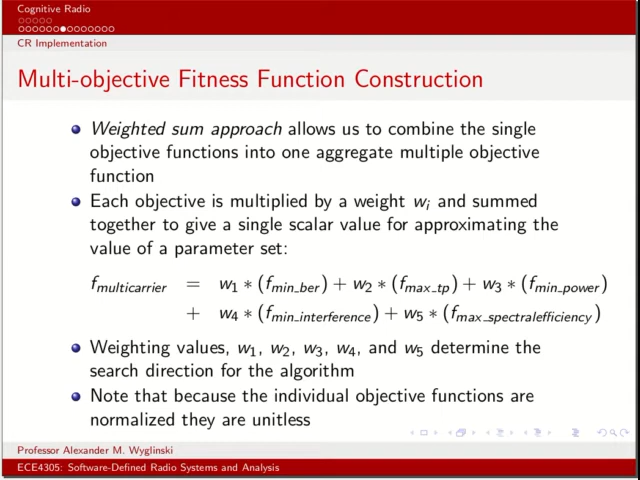 Cognitive Radio
CR Implementation
Multi-objective Fitness Function Construction
Weighted sum approach allows us to combine the single
objective functions into one aggregate multiple objective
function
Each objective is multiplied by a weight w_i and summed
together to give a single scalar value for approximating the
value of a parameter set:
f_multicarrier = w_1 * (f_min_ber) + w_2 * (f_max_tp) + w_3 * (f_min_power)
+ w_4 * (f_min_interference) + w_5 * (f_max_spectralefficiency)
Weighting values, w_1, w_2, w_3, w_4, and w_5 determine the
search direction for the algorithm
Note that because the individual objective functions are
normalized they are unitless
Professor Alexander M. Wyglinski
ECE4305: Software-Defined Radio Systems and Analysis